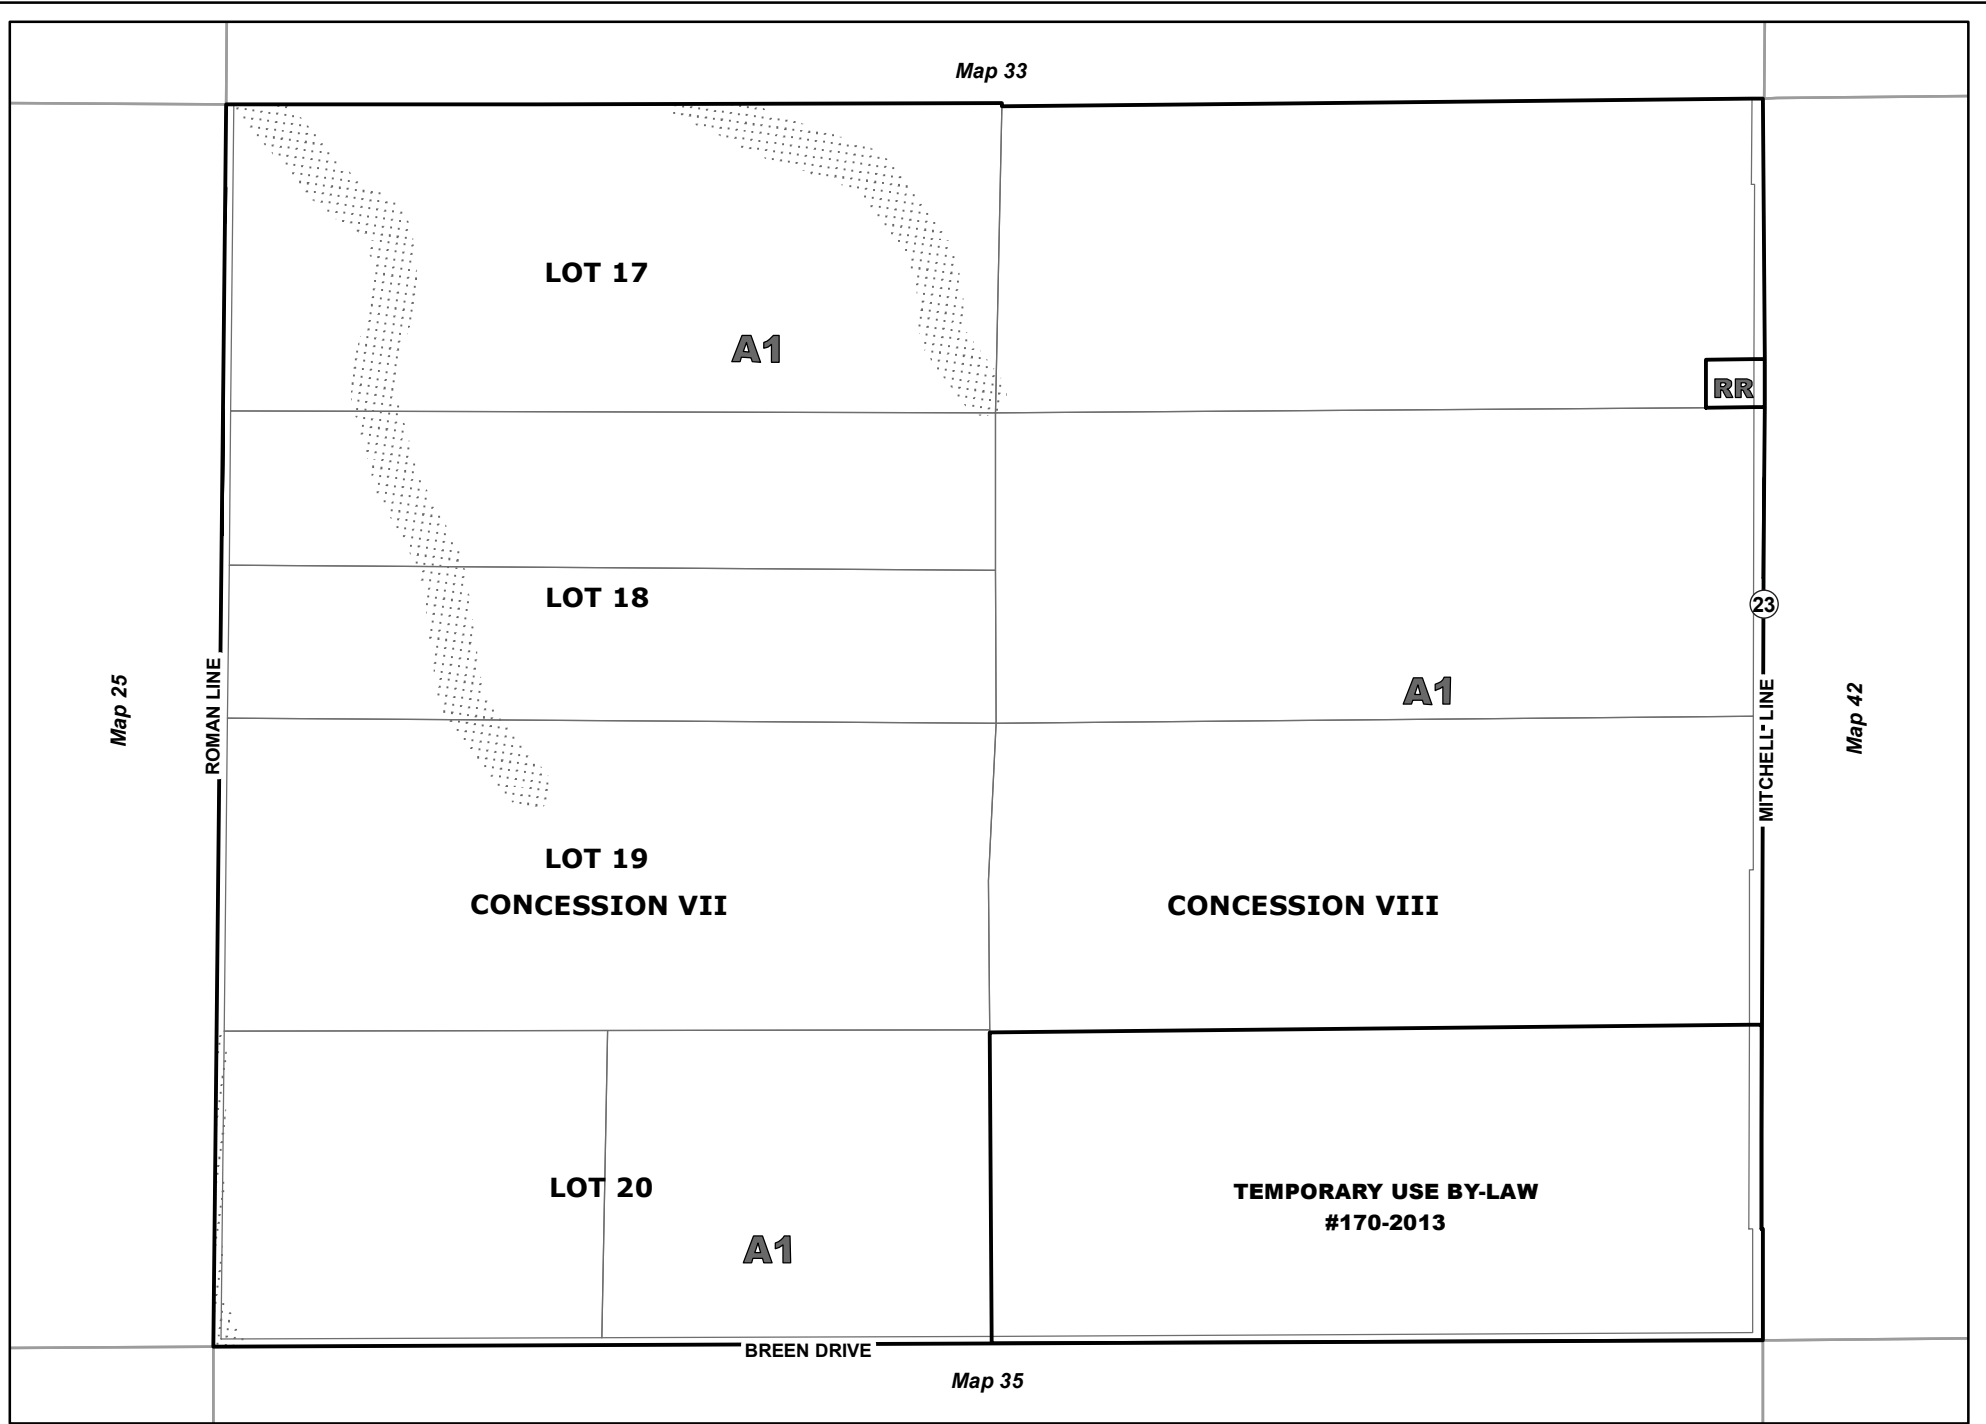 Map 33
LOT 17
A1
RR
LOT 18
23
A1
Map 25
ROMAN LINE
MITCHELL LINE
Map 42
LOT 19
CONCESSION VII
CONCESSION VIII
LOT 20
TEMPORARY USE BY-LAW
#170-2013
A1
BREEN DRIVE
Map 35